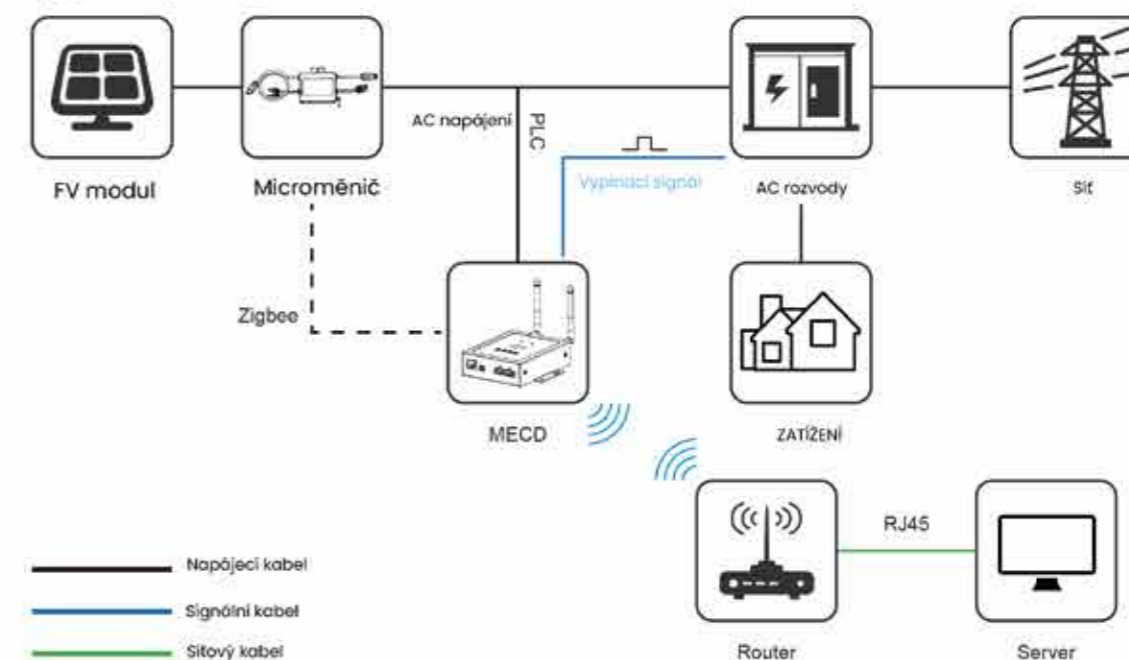 AC napájení
PLC
Vypínací signál
FV modul
Microměnič
AC rozvody
Síť
Zigbee
MECD
ZATÍŽENÍ
RJ45
Napájecí kabel
Signální kabel
Síťový kabel
Router
Server